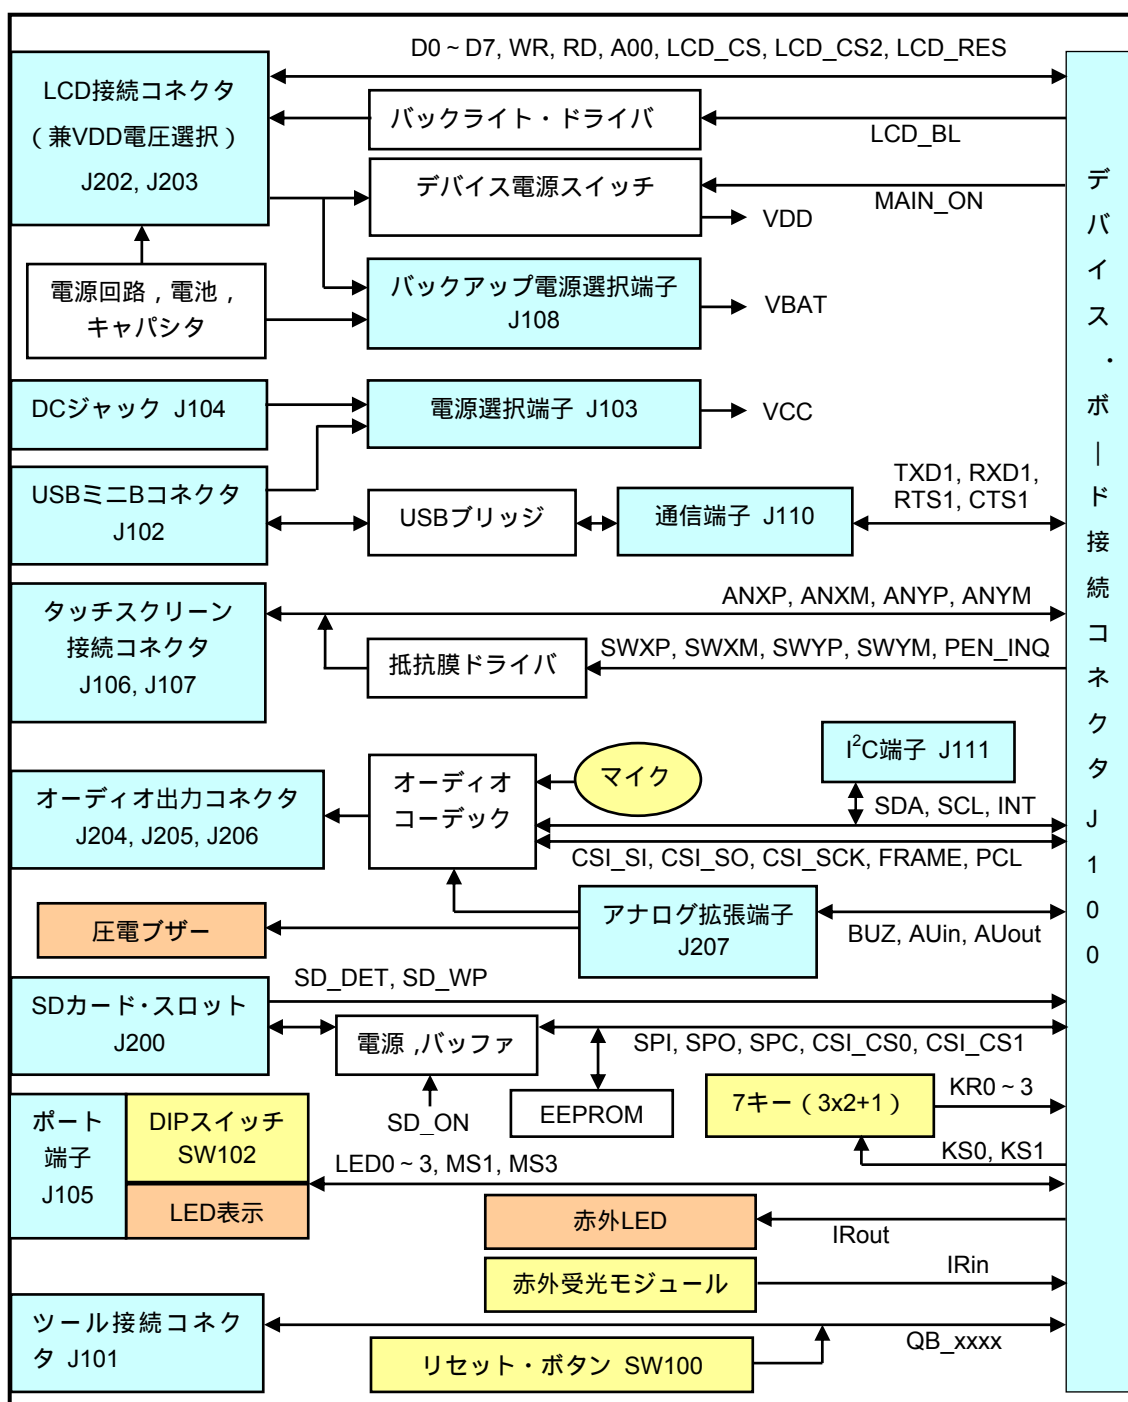 D0～D7, WR, RD, A00, LCD_CS, LCD_CS2, LCD_RES
LCD接続コネクタ
（兼VDD電圧選択）
J202, J203
バックライト・ドライバ
LCD_BL
デバイス電源スイッチ
MAIN_ON
VDD
電源回路，電池，
キャパシタ
バックアップ電源選択端子
J108
VBAT
DCジャック J104
電源選択端子 J103
VCC
USBミニBコネクタ
J102
USBブリッジ
通信端子 J110
TXD1, RXD1,
RTS1, CTS1
タッチスクリーン
接続コネクタ
J106, J107
ANXP, ANXM, ANYP, ANYM
抵抗膜ドライバ
SWXP, SWXM, SWYP, SWYM, PEN_INQ
オーディオ出力コネクタ
J204, J205, J206
オーディオ
コーデック
マイク
I²C端子 J111
SDA, SCL, INT
CSI_SI, CSI_SO, CSI_SCK, FRAME, PCL
圧電ブザー
アナログ拡張端子
J207
BUZ, AUin, AUout
SDカード・スロット
J200
SD_DET, SD_WP
電源,バッファ
SPI, SPO, SPC, CSI_CS0, CSI_CS1
SD_ON
EEPROM
7キー（3x2+1）
KR0～3
KS0, KS1
ポート
端子
J105
DIPスイッチ
SW102
LED表示
LED0～3, MS1, MS3
赤外LED
IRout
赤外受光モジュール
IRin
ツール接続コネク
タ J101
QB_xxxx
リセット・ボタン SW100
デバイス・ボード接続コネクタJ100